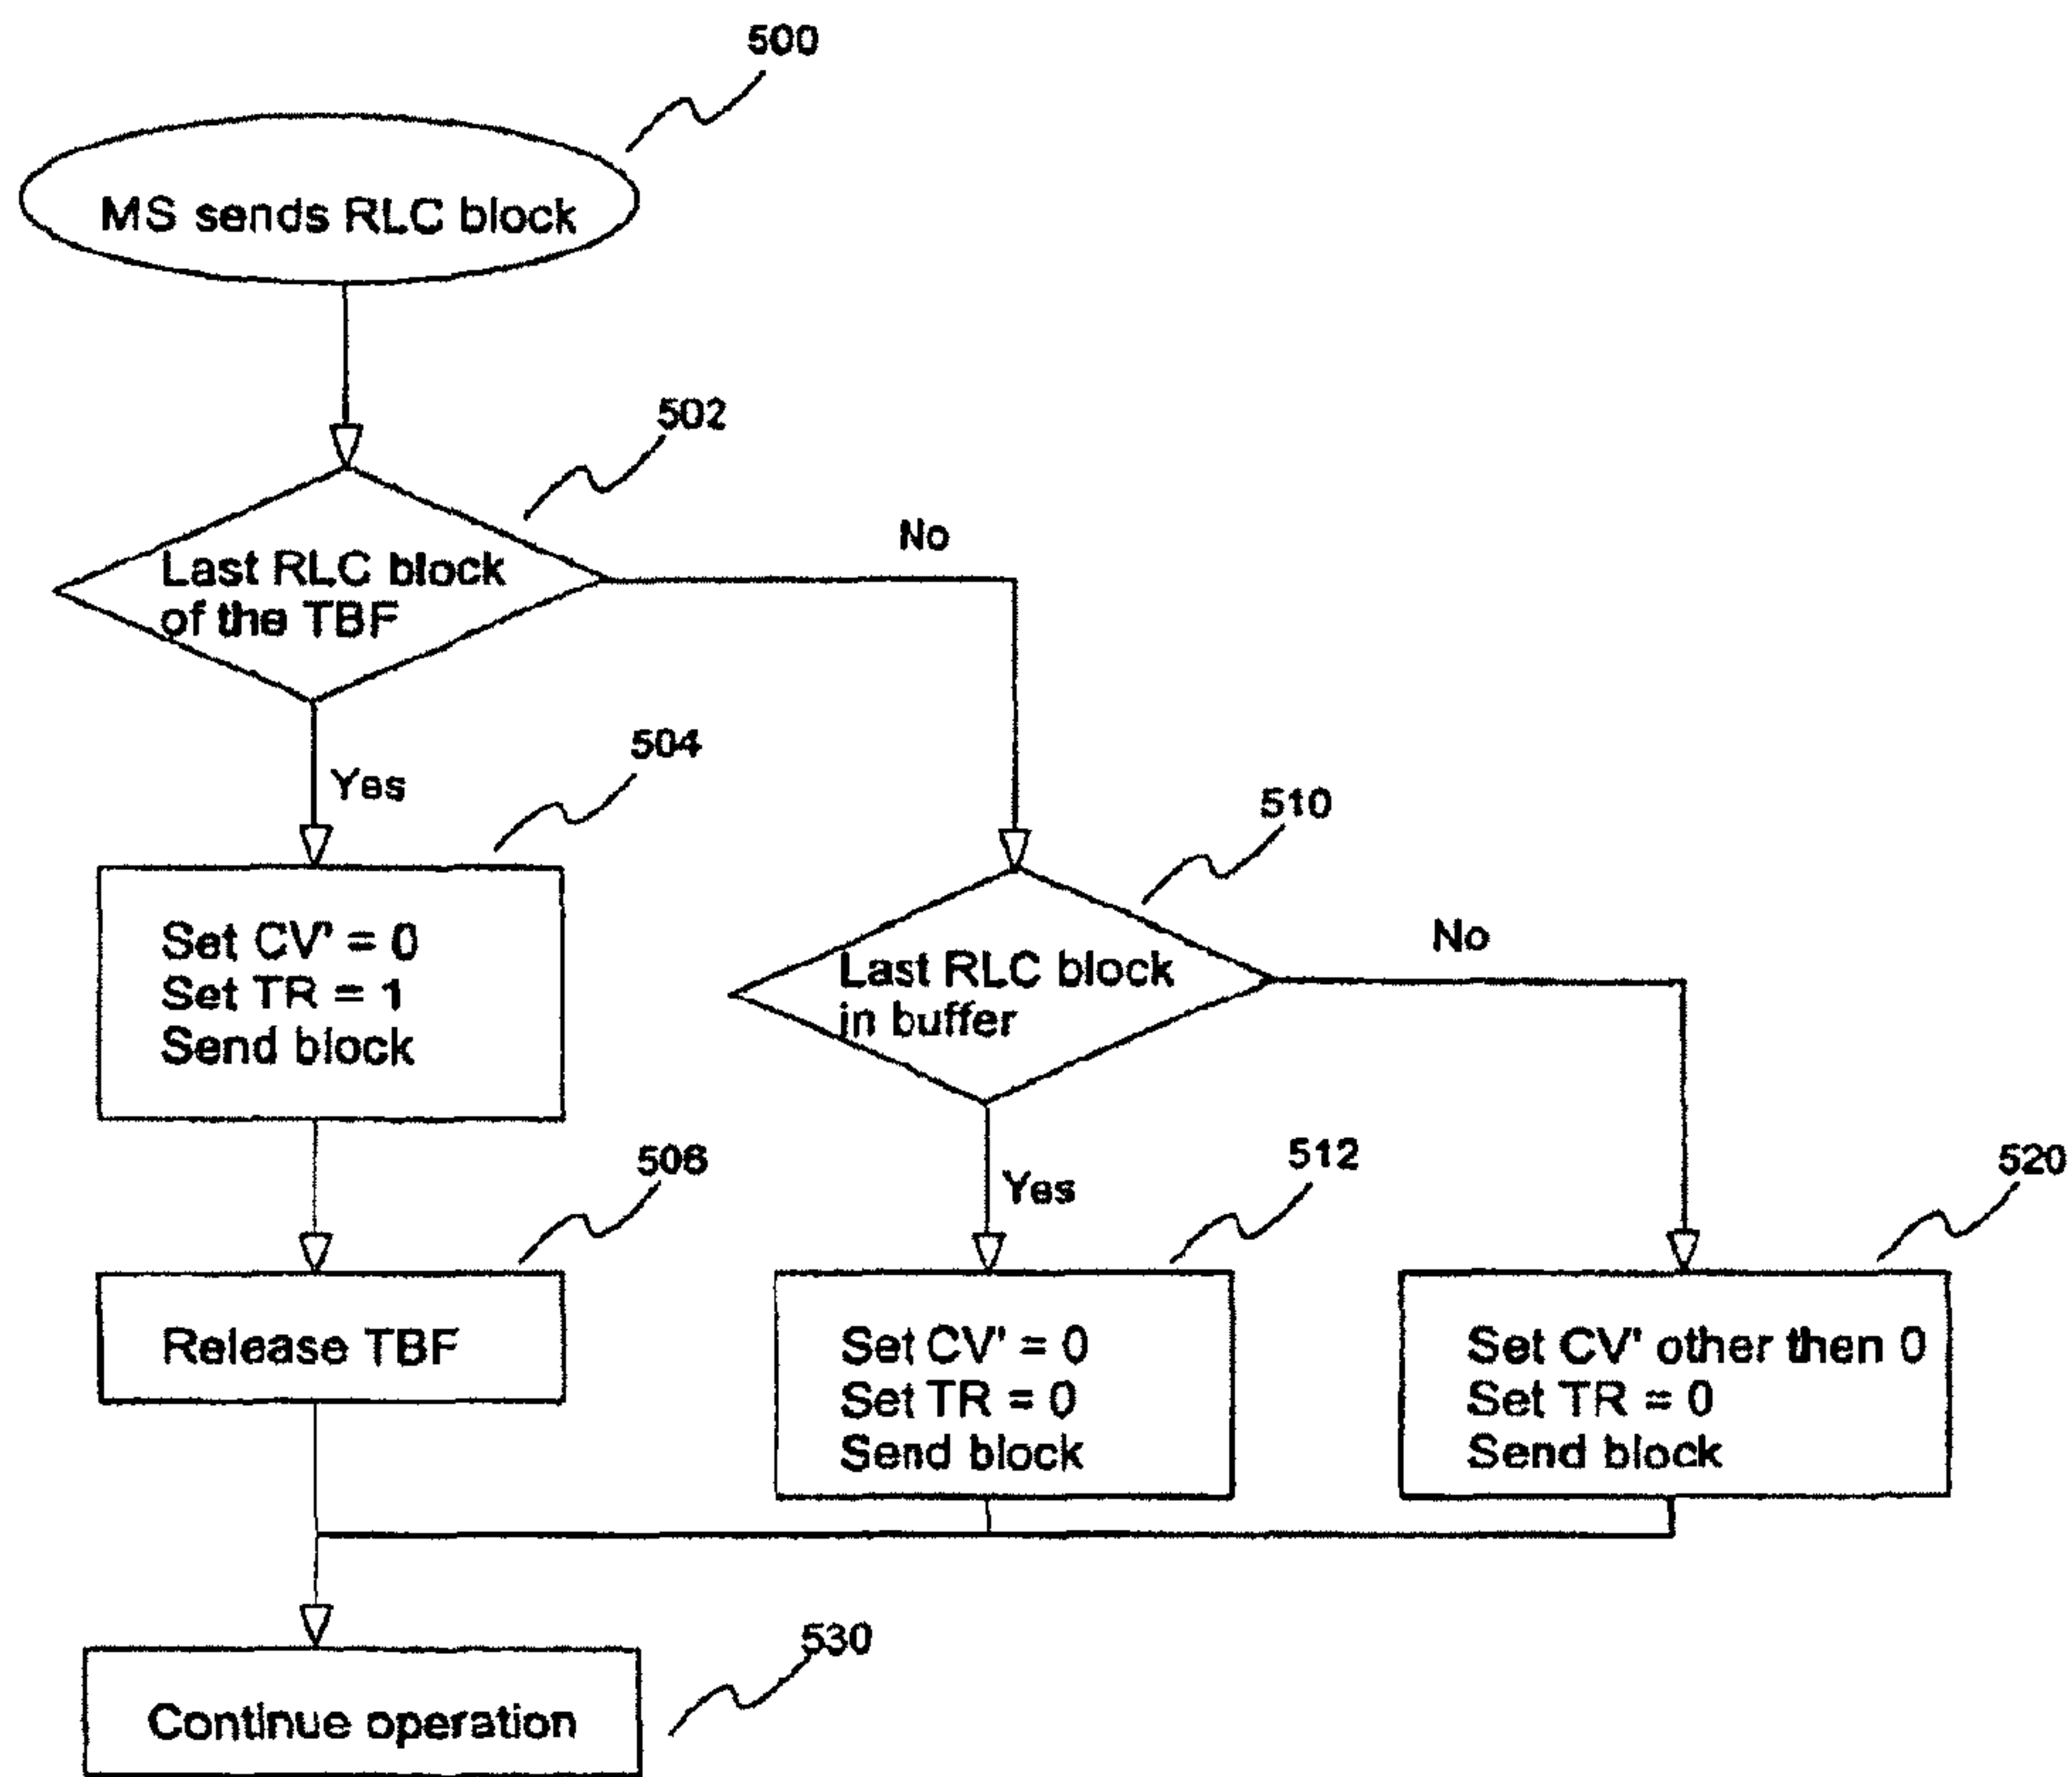 500
MS sends RLC block
502
Last RLC block
of the TBF
No
Yes
504
Set CV' = 0
Set TR = 1
Send block
510
Last RLC block
in buffer
No
Yes
506
Release TBF
512
Set CV' = 0
Set TR = 0
Send block
520
Set CV' other then 0
Set TR = 0
Send block
530
Continue operation